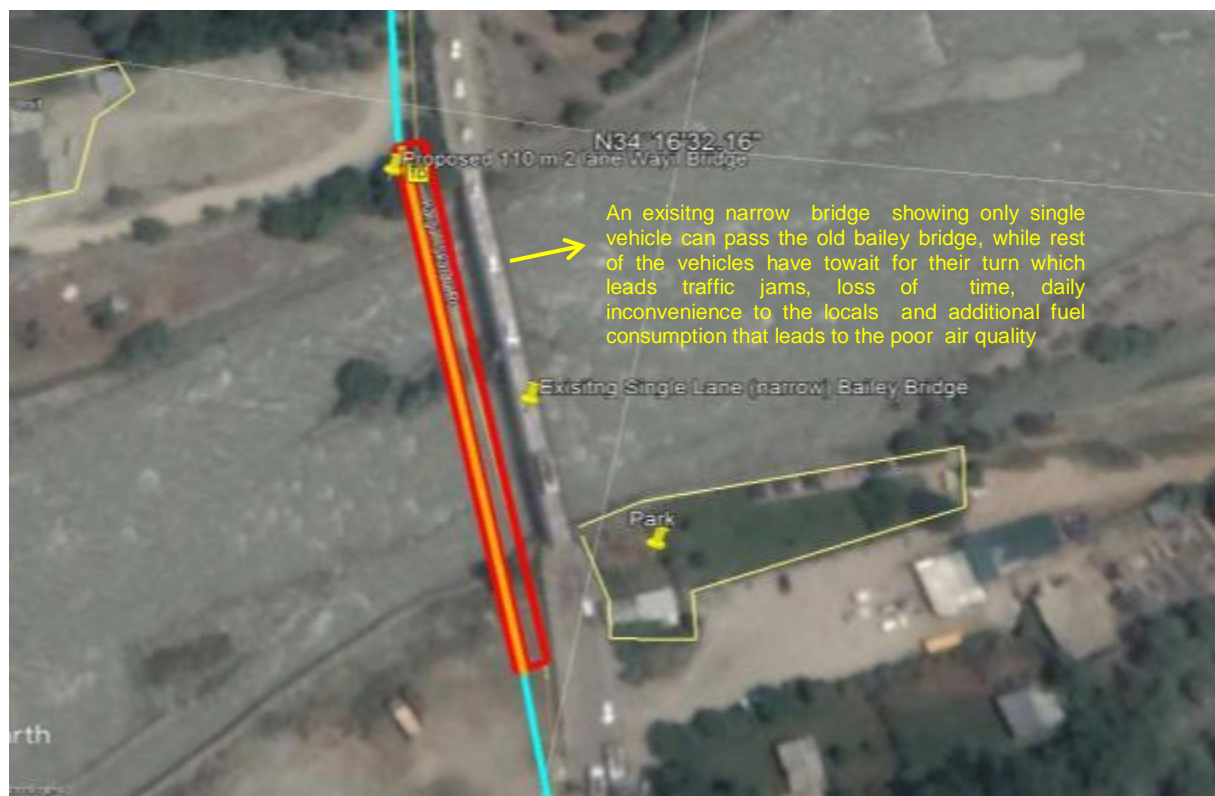 N34°16'32.16"
Proposed 110 m 2 lane Wayil Bridge
An exisitng narrow bridge showing only single
vehicle can pass the old bailey bridge, while rest
of the vehicles have towait for their turn which
leads traffic jams, loss of time, daily
inconvenience to the locals and additional fuel
consumption that leads to the poor air quality
Exisitng Single Lane (narrow) Bailey Bridge
Park
rth